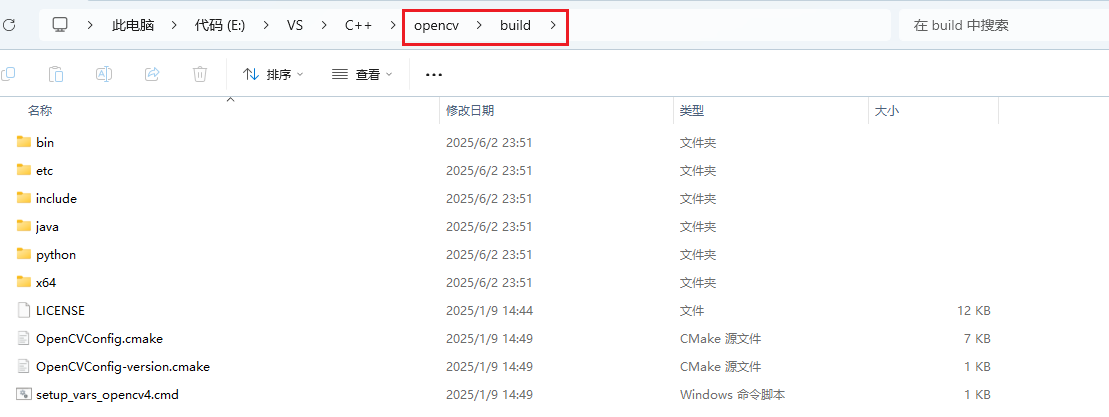 此电脑 > 代码 (E:) > VS > C++ > opencv > build > 在 build 中搜索
排序 查看 ...
名称 修改日期 类型 大小
bin 2025/6/2 23:51 文件夹
etc 2025/6/2 23:51 文件夹
include 2025/6/2 23:51 文件夹
java 2025/6/2 23:51 文件夹
python 2025/6/2 23:51 文件夹
x64 2025/6/2 23:51 文件夹
LICENSE 2025/1/9 14:44 文件 12 KB
OpenCVConfig.cmake 2025/1/9 14:49 CMake 源文件 7 KB
OpenCVConfig-version.cmake 2025/1/9 14:49 CMake 源文件 1 KB
setup_vars_opencv4.cmd 2025/1/9 14:49 Windows 命令脚本 1 KB